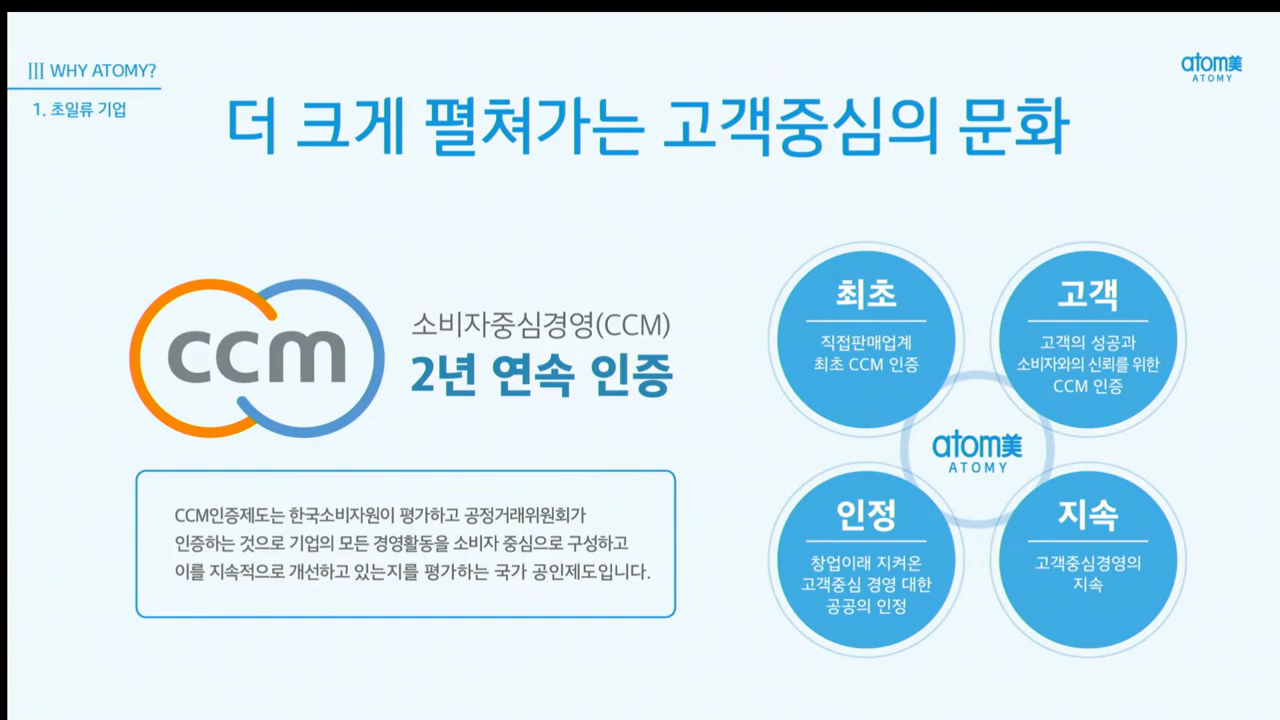 Ⅲ WHY ATOMY?
1. 초일류 기업
atom美
ATOMY
더 크게 펼쳐가는 고객중심의 문화
ccm
소비자중심경영(CCM)
2년 연속 인증
CCM인증제도는 한국소비자원이 평가하고 공정거래위원회가
인증하는 것으로 기업의 모든 경영활동을 소비자 중심으로 구성하고
이를 지속적으로 개선하고 있는지를 평가하는 국가 공인제도입니다.
최초
직접판매업계
최초 CCM 인증
고객
고객의 성공과
소비자와의 신뢰를 위한
CCM 인증
atom美
ATOMY
인정
창업이래 지켜온
고객중심 경영 대한
공공의 인정
지속
고객중심경영의
지속